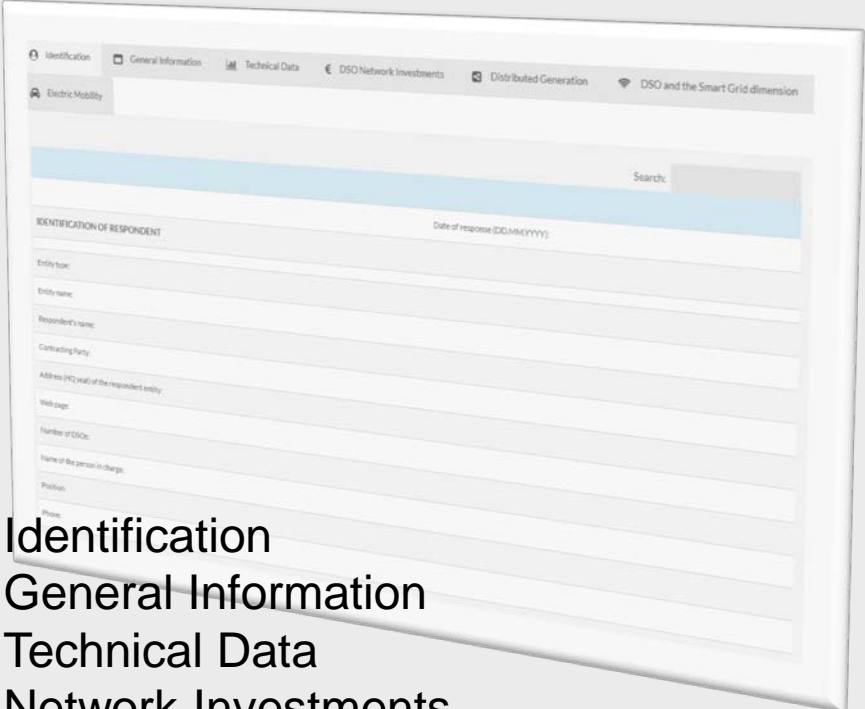 Identification General Information Technical Data € DSO Network Investments Distributed Generation DSO and the Smart Grid dimension
Electric Mobility
Search:
IDENTIFICATION OF RESPONDENT Date of response (DD.MM.YYYY):
Entity type:
Entity name:
Respondent's name:
Contracting Party:
Address (HQ seat) of the respondent entity:
Web page:
Number of DSOs:
Name of the person in charge:
Position:
Phone:
Identification
General Information
Technical Data
Network Investments